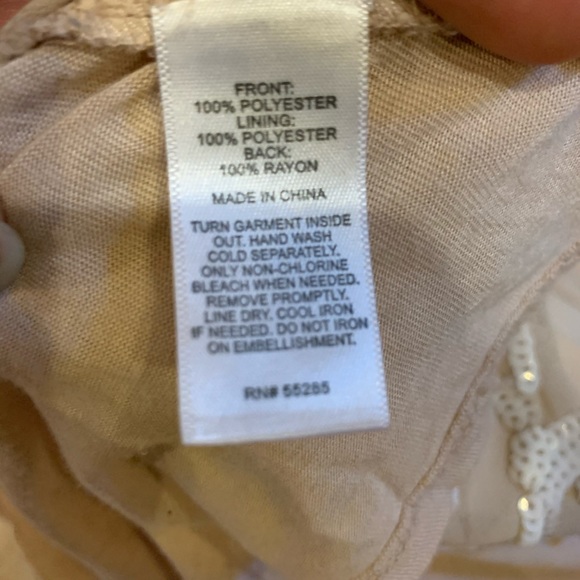 FRONT:
100% POLYESTER
LINING:
100% POLYESTER
BACK:
100% RAYON
MADE IN CHINA
TURN GARMENT INSIDE
OUT. HAND WASH
COLD SEPARATELY.
ONLY NON-CHLORINE
BLEACH WHEN NEEDED.
REMOVE PROMPTLY.
LINE DRY. COOL IRON
IF NEEDED. DO NOT IRON
ON EMBELLISHMENT.
RN# 55285